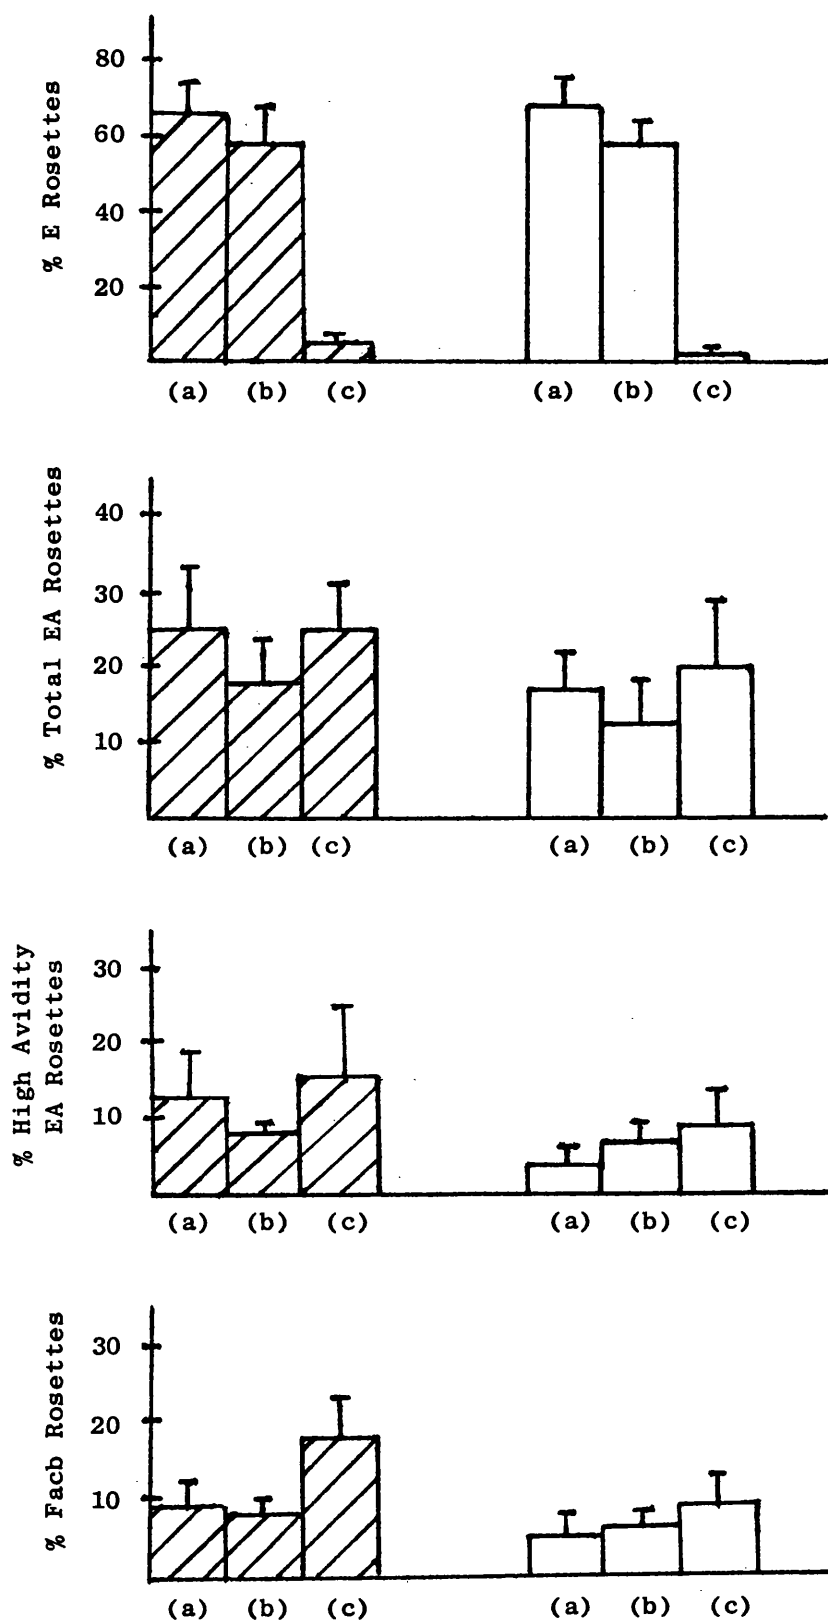 % E Rosettes
80
60
40
20
(a) (b) (c) (a) (b) (c)
% Total EA Rosettes
40
30
20
10
(a) (b) (c) (a) (b) (c)
% High Avidity
EA Rosettes
30
20
10
(a) (b) (c) (a) (b) (c)
% Facb Rosettes
30
20
10
(a) (b) (c) (a) (b) (c)